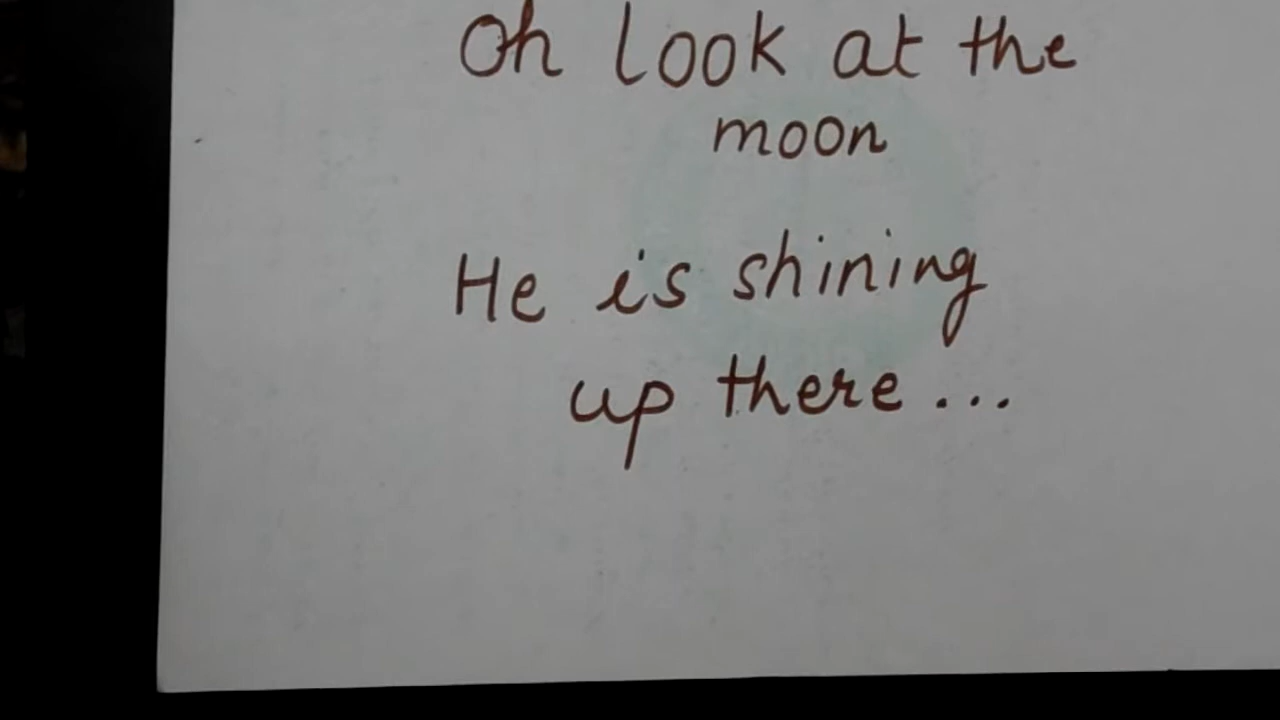 Oh look at the
moon
He is shining
up there...